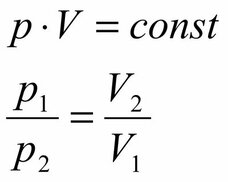 p · V = const
p₁/p₂ = V₂/V₁